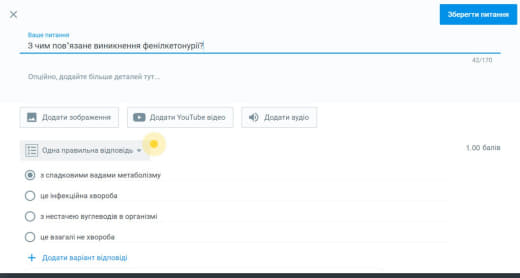 Зберегти питання
Ваше питання
З чим пов'язане виникнення фенілкетонурії?
42/170
Опційно, додайте більше деталей тут...
Додати зображення
Додати YouTube відео
Додати аудіо
Одна правильна відповідь
1.00 балів
з спадковими вадами метаболізму
це інфекційна хвороба
з нестачею вуглеводів в організмі
це взагалі не хвороба
+ Додати варіант відповіді